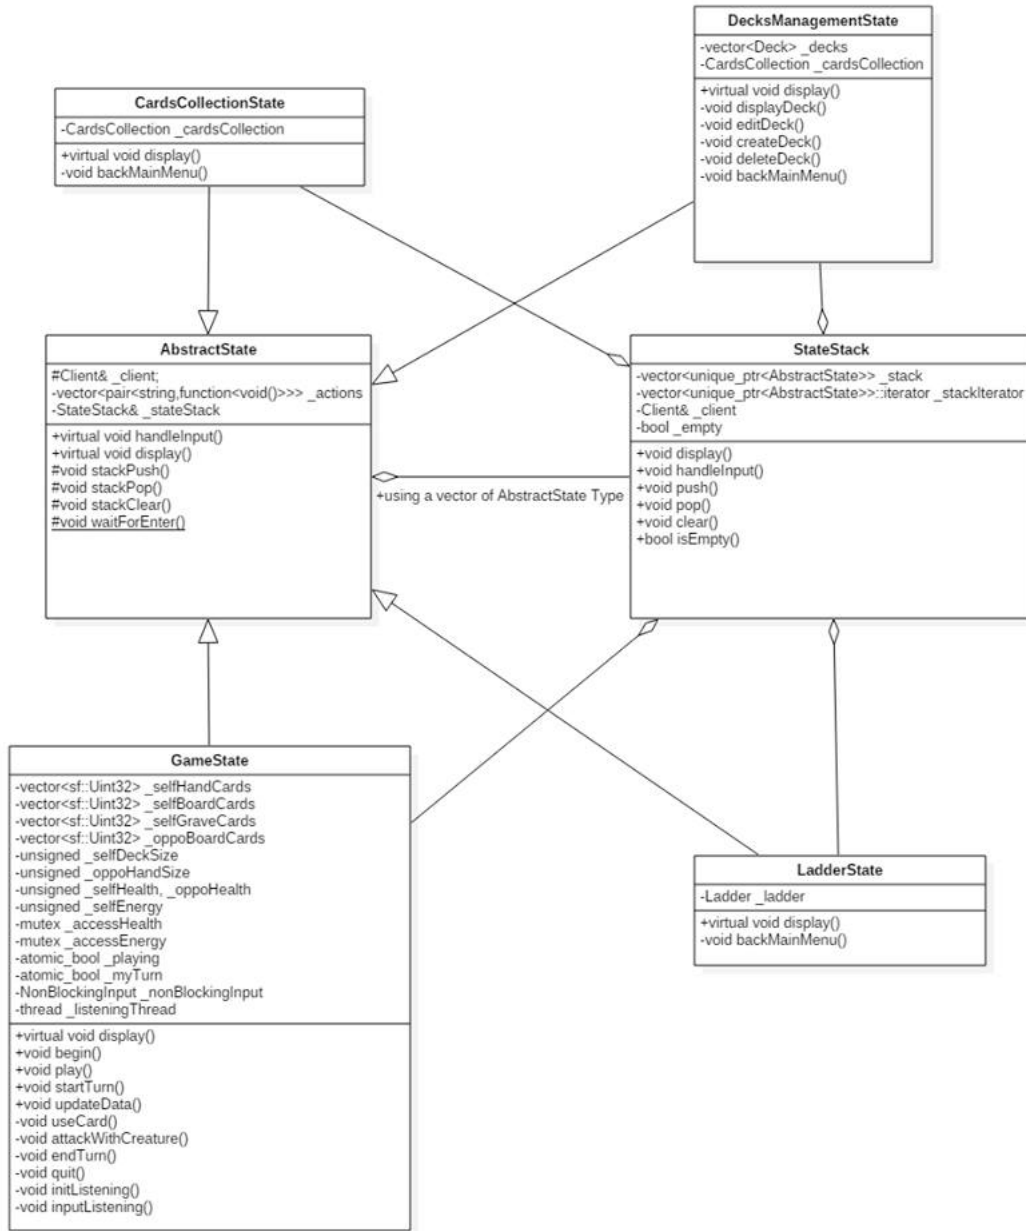 DecksManagementState
-vector<Deck> _decks
-CardsCollection _cardsCollection
+virtual void display()
-void displayDeck()
-void editDeck()
-void createDeck()
-void deleteDeck()
-void backMainMenu()
CardsCollectionState
-CardsCollection _cardsCollection
+virtual void display()
-void backMainMenu()
AbstractState
#Client& _client;
-vector<pair<string,function<void()>>> _actions
-StateStack& _stateStack
+virtual void handleInput()
+virtual void display()
#void stackPush()
#void stackPop()
#void stackClear()
#void waitForEnter()
+using a vector of AbstractState Type
StateStack
-vector<unique_ptr<AbstractState>> _stack
-vector<unique_ptr<AbstractState>>::iterator _stackIterator
-Client& _client
-bool _empty
+void display()
+void handleInput()
+void push()
+void pop()
+void clear()
+bool isEmpty()
GameState
-vector<sf::Uint32> _selfHandCards
-vector<sf::Uint32> _selfBoardCards
-vector<sf::Uint32> _selfGraveCards
-vector<sf::Uint32> _oppoBoardCards
-unsigned _selfDeckSize
-unsigned _oppoHandSize
-unsigned _selfHealth, _oppoHealth
-unsigned _selfEnergy
-mutex _accessHealth
-mutex _accessEnergy
-atomic_bool _playing
-atomic_bool _myTurn
-NonBlockingInput _nonBlockingInput
-thread _listeningThread
+virtual void display()
+void begin()
+void play()
+void startTurn()
+void updateData()
-void useCard()
-void attackWithCreature()
-void endTurn()
-void quit()
-void initListening()
-void inputListening()
LadderState
-Ladder _ladder
+virtual void display()
-void backMainMenu()